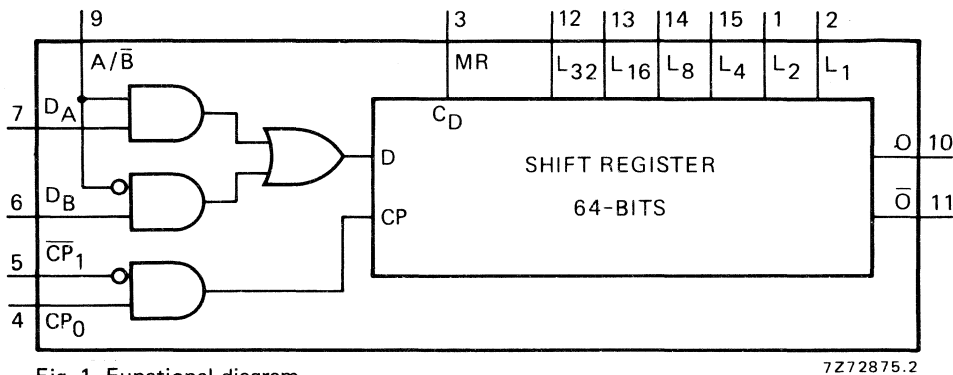 9 3 12 13 14 15 1 2
A/B̅ MR L32 L16 L8 L4 L2 L1
7 DA
CD
D
O 10
SHIFT REGISTER
64-BITS
6 DB
CP
O̅ 11
5 C̅P̅1
4 CP0
Fig. 1 Functional diagram
7Z72875.2